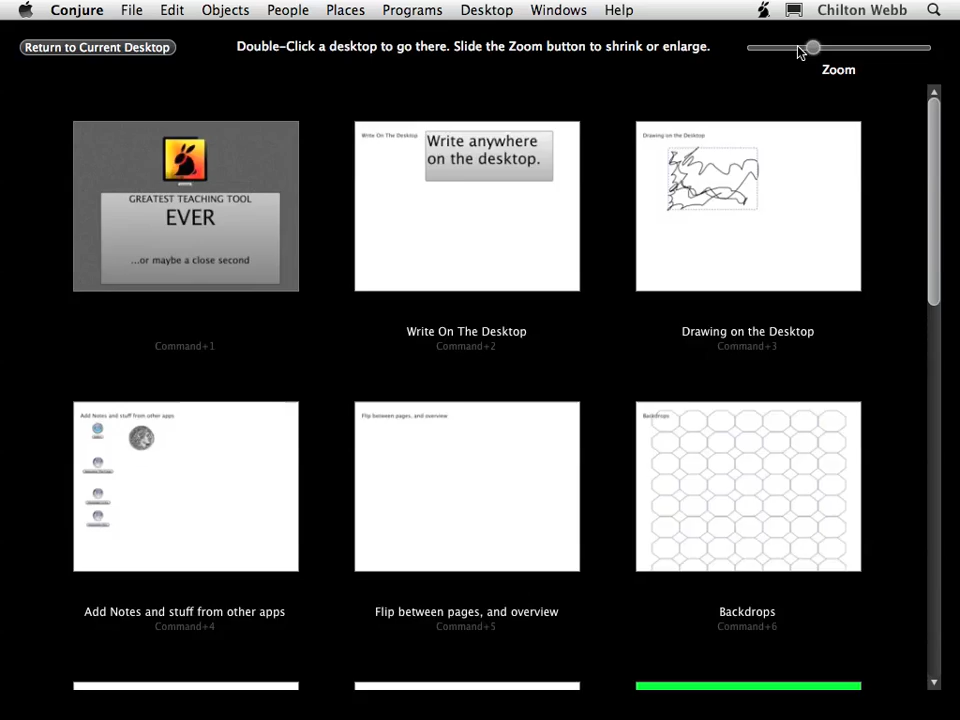 Conjure File Edit Objects People Places Programs Desktop Windows Help Chilton Webb
Return to Current Desktop
Double-Click a desktop to go there. Slide the Zoom button to shrink or enlarge.
Zoom
GREATEST TEACHING TOOL
EVER
...or maybe a close second
Command+1
Write On The Desktop
Write anywhere
on the desktop.
Write On The Desktop
Command+2
Drawing on the Desktop
Drawing on the Desktop
Command+3
Add Notes and stuff from other apps
Add Notes and stuff from other apps
Command+4
Flip between pages, and overview
Flip between pages, and overview
Command+5
Backdrops
Backdrops
Command+6